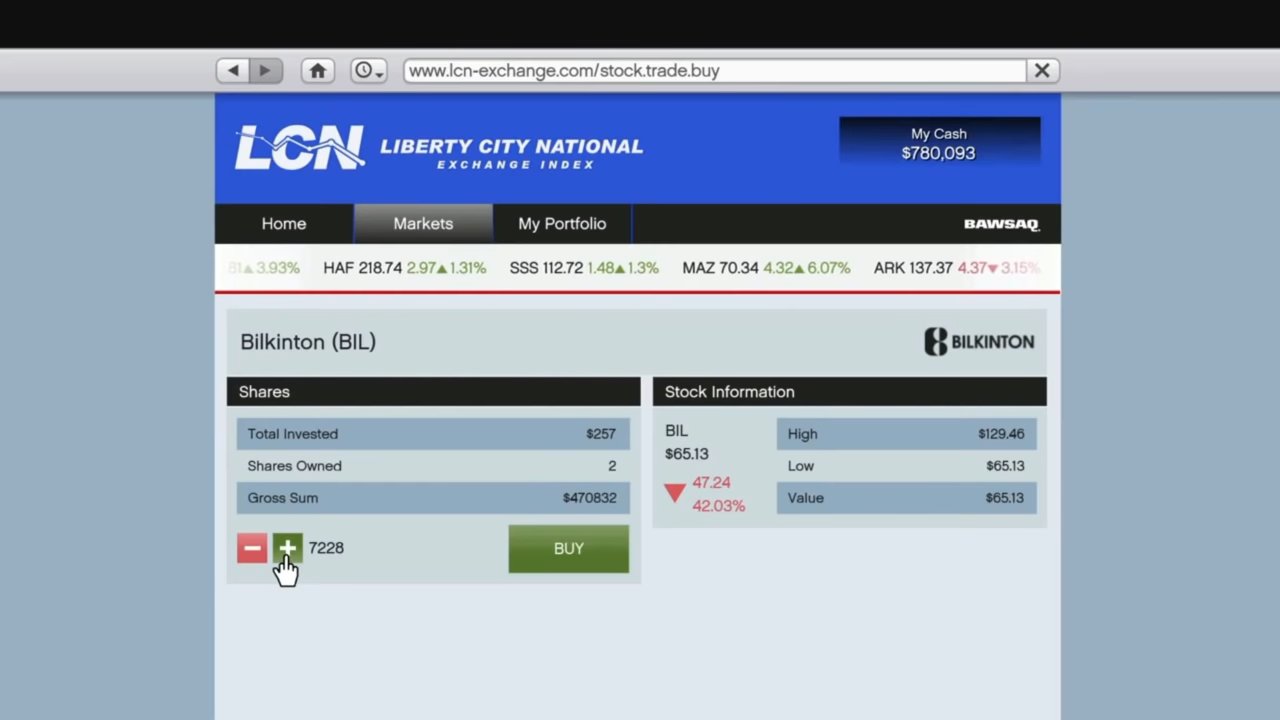 www.lcn-exchange.com/stock.trade.buy
LCN LIBERTY CITY NATIONAL
EXCHANGE INDEX
My Cash
$780,093
Home Markets My Portfolio BAWSAQ
81▲3.93% HAF 218.74 2.97▲1.31% SSS 112.72 1.48▲1.3% MAZ 70.34 4.32▲6.07% ARK 137.37 4.37▼3.15%
Bilkinton (BIL)
BILKINTON
Shares
Total Invested $257
Shares Owned 2
Gross Sum $470832
7228 BUY
Stock Information
BIL
$65.13
47.24
42.03%
High $129.46
Low $65.13
Value $65.13